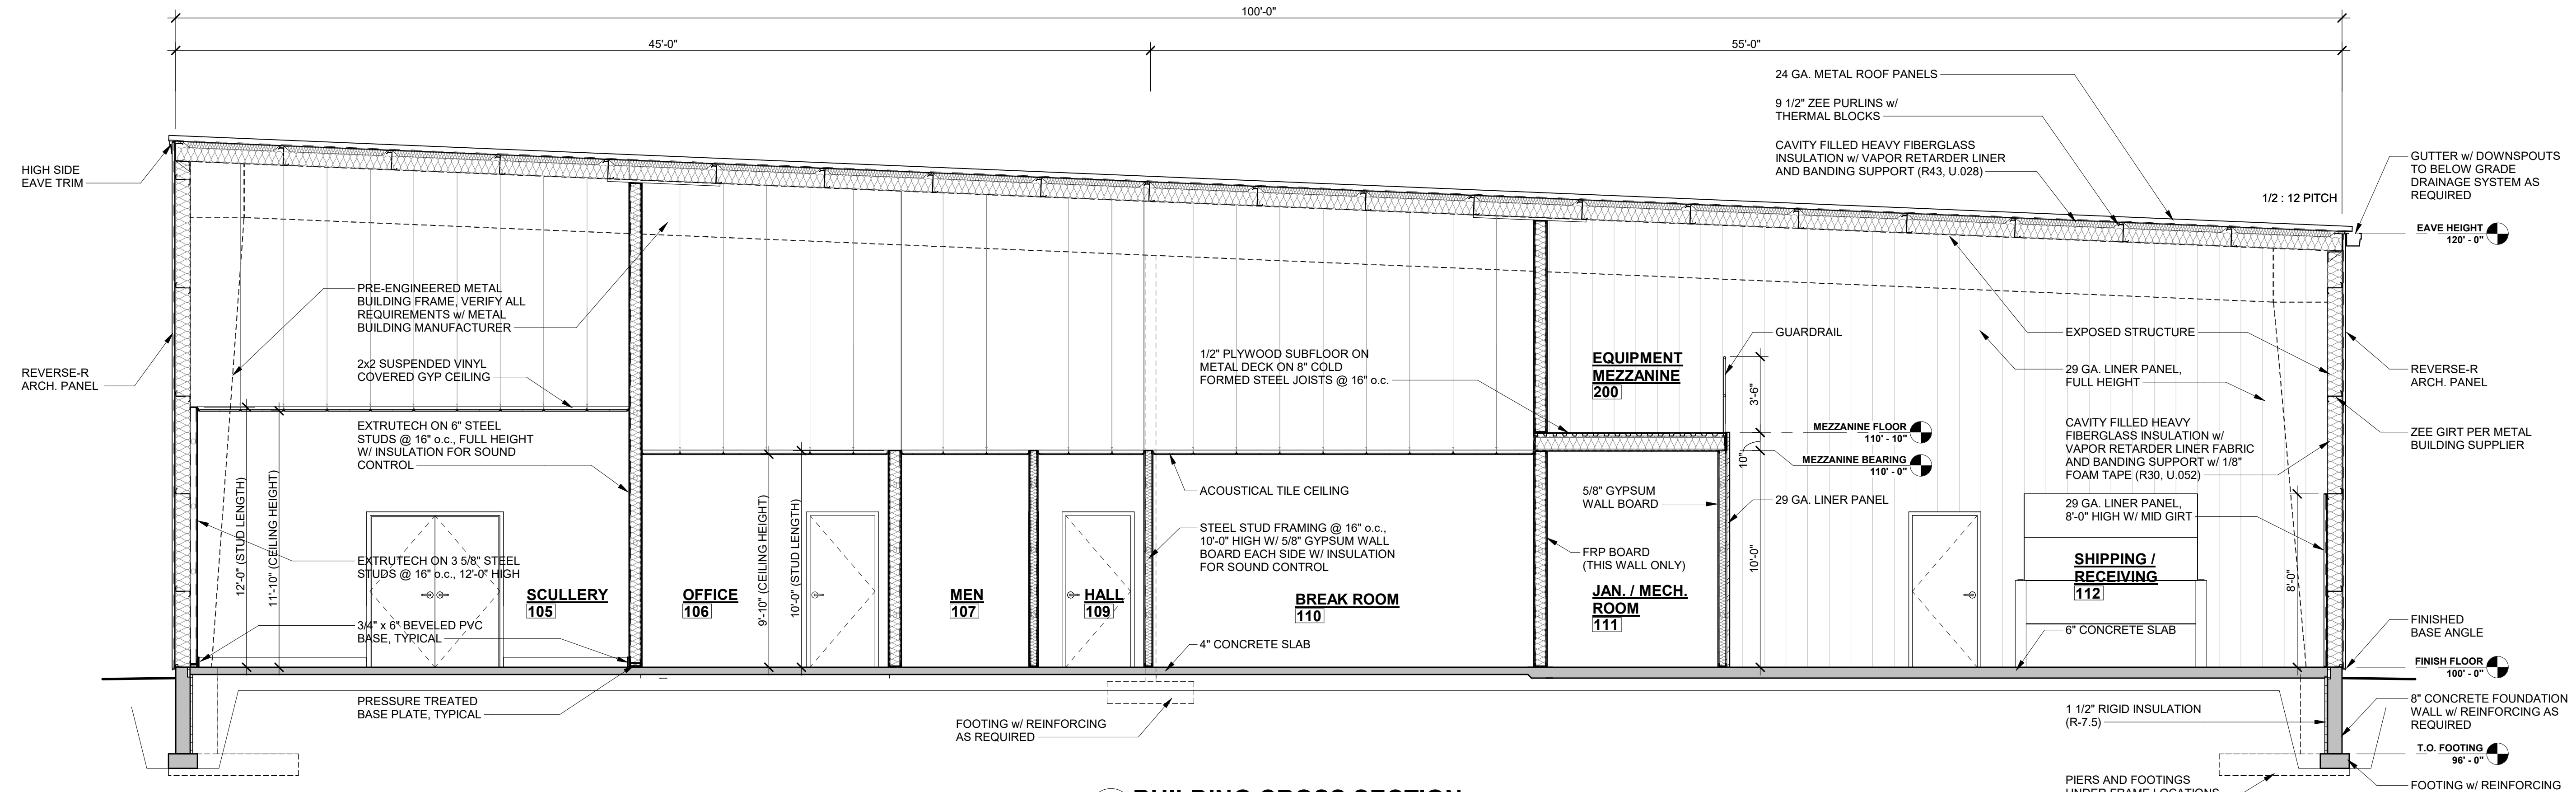 100'-0"
45'-0"
55'-0"
24 GA. METAL ROOF PANELS
9 1/2" ZEE PURLINS w/
THERMAL BLOCKS
CAVITY FILLED HEAVY FIBERGLASS
INSULATION w/ VAPOR RETARDER LINER
AND BANDING SUPPORT (R43, U.028)
HIGH SIDE
EAVE TRIM
GUTTER w/ DOWNSPOUTS
TO BELOW GRADE
DRAINAGE SYSTEM AS
REQUIRED
1/2 : 12 PITCH
EAVE HEIGHT
120' - 0"
PRE-ENGINEERED METAL
BUILDING FRAME, VERIFY ALL
REQUIREMENTS w/ METAL
BUILDING MANUFACTURER
REVERSE-R
ARCH. PANEL
2x2 SUSPENDED VINYL
COVERED GYP CEILING
1/2" PLYWOOD SUBFLOOR ON
METAL DECK ON 8" COLD
FORMED STEEL JOISTS @ 16" o.c.
EQUIPMENT
MEZZANINE
200
GUARDRAIL
3'-6"
EXPOSED STRUCTURE
29 GA. LINER PANEL,
FULL HEIGHT
REVERSE-R
ARCH. PANEL
EXTRUTECH ON 6" STEEL
STUDS @ 16" o.c., FULL HEIGHT
W/ INSULATION FOR SOUND
CONTROL
MEZZANINE FLOOR
110' - 10"
MEZZANINE BEARING
110' - 0"
10"
CAVITY FILLED HEAVY
FIBERGLASS INSULATION w/
VAPOR RETARDER LINER FABRIC
AND BANDING SUPPORT w/ 1/8"
FOAM TAPE (R30, U.052)
ZEE GIRT PER METAL
BUILDING SUPPLIER
12'-0" (STUD LENGTH)
11'-10" (CEILING HEIGHT)
9'-10" (CEILING HEIGHT)
10'-0" (STUD LENGTH)
ACOUSTICAL TILE CEILING
5/8" GYPSUM
WALL BOARD
29 GA. LINER PANEL
29 GA. LINER PANEL,
8'-0" HIGH W/ MID GIRT
STEEL STUD FRAMING @ 16" o.c.,
10'-0" HIGH W/ 5/8" GYPSUM WALL
BOARD EACH SIDE W/ INSULATION
FOR SOUND CONTROL
EXTRUTECH ON 3 5/8" STEEL
STUDS @ 16" o.c., 12'-0" HIGH
FRP BOARD
(THIS WALL ONLY)
10'-0"
8'-0"
SCULLERY
105
OFFICE
106
MEN
107
HALL
109
BREAK ROOM
110
JAN. / MECH.
ROOM
111
SHIPPING /
RECEIVING
112
3/4" x 6" BEVELED PVC
BASE, TYPICAL
4" CONCRETE SLAB
6" CONCRETE SLAB
FINISHED
BASE ANGLE
FINISH FLOOR
100' - 0"
PRESSURE TREATED
BASE PLATE, TYPICAL
FOOTING w/ REINFORCING
AS REQUIRED
1 1/2" RIGID INSULATION
(R-7.5)
8" CONCRETE FOUNDATION
WALL w/ REINFORCING AS
REQUIRED
T.O. FOOTING
96' - 0"
PIERS AND FOOTINGS
UNDER FRAME LOCATIONS
FOOTING w/ REINFORCING
BUILDING CROSS SECTION